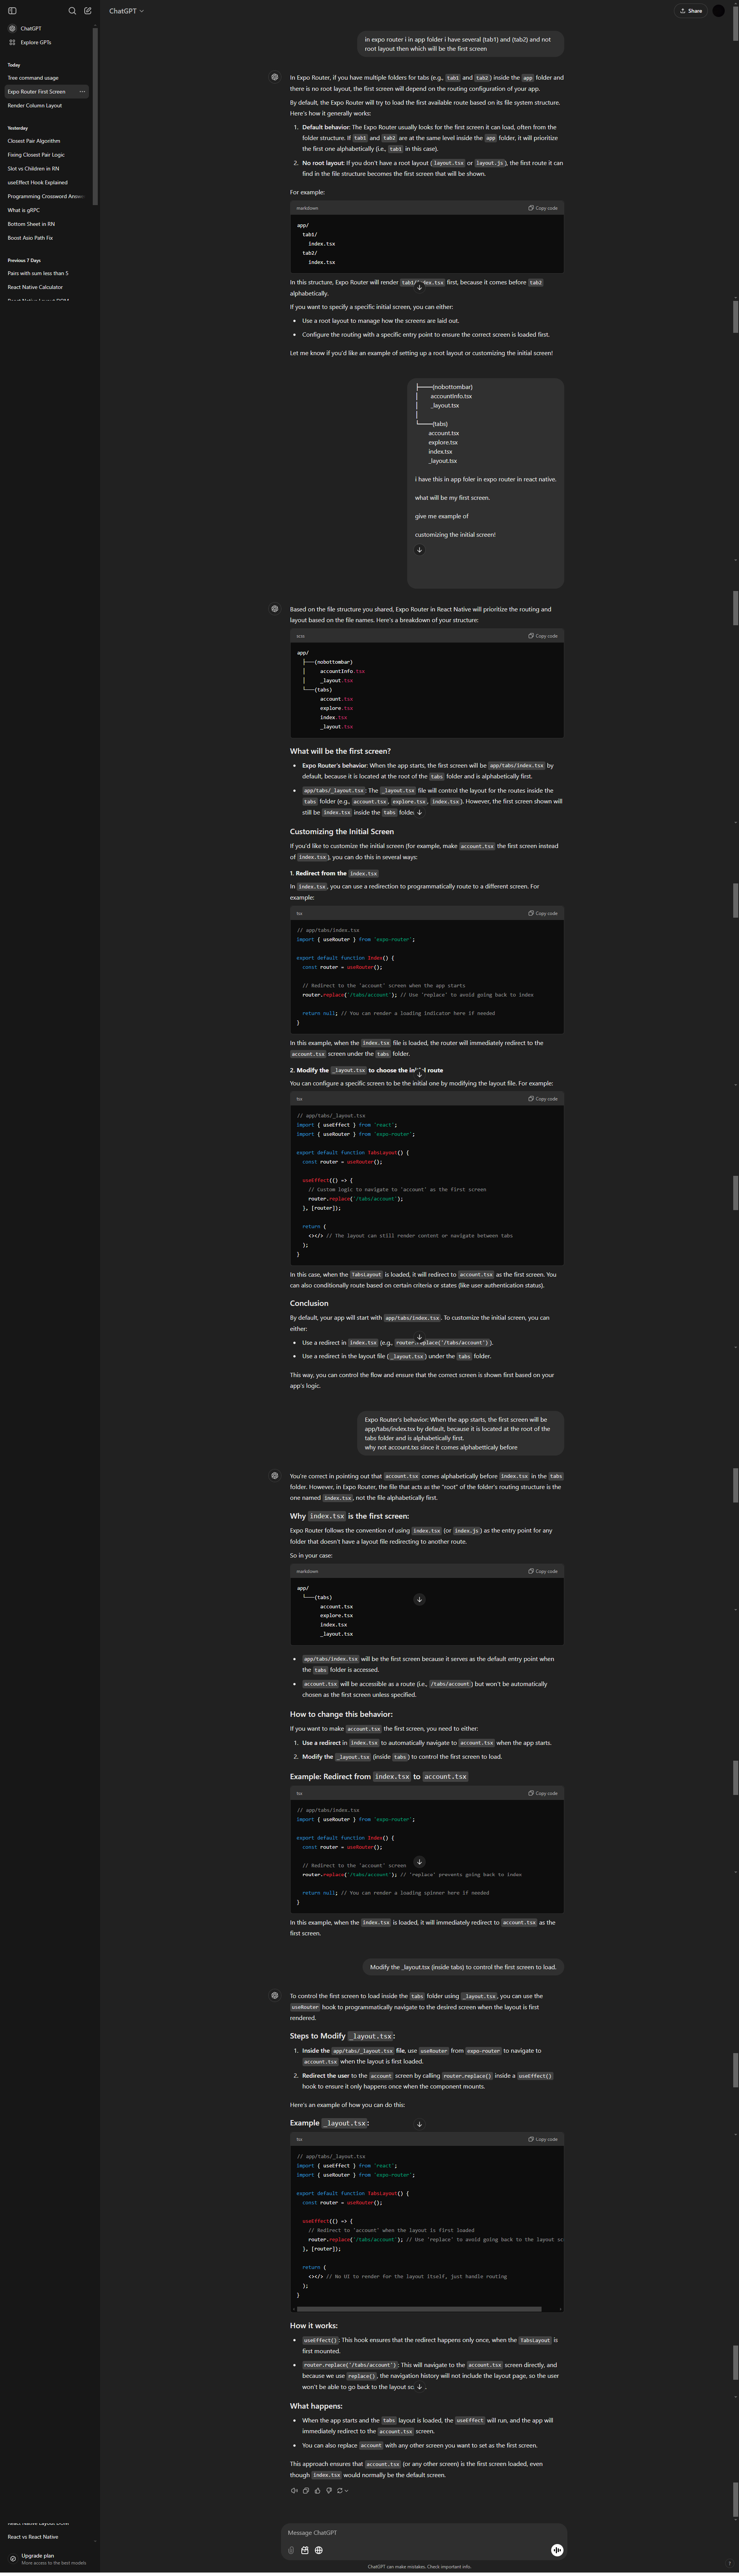 ChatGPT
Share
ChatGPT
Explore GPTs
Today
Tree command usage
Expo Router First Screen
Render Column Layout
Yesterday
Closest Pair Algorithm
Fixing Closest Pair Logic
Slot vs Children in RN
useEffect Hook Explained
Programming Crossword Answ
What is gRPC
Bottom Sheet in RN
Boost Asio Path Fix
Previous 7 Days
Pairs with sum less than 5
React Native Calculator
in expo router i in app folder i have several (tab1) and (tab2) and not
root layout then which will be the first screen
In Expo Router, if you have multiple folders for tabs (e.g., tab1 and tab2) inside the app folder and
there is no root layout, the first screen will depend on the routing configuration of your app.
By default, the Expo Router will try to load the first available route based on its file system structure.
Here's how it generally works:
1. Default behavior: The Expo Router usually looks for the first screen it can load, often from the
folder structure. If tab1 and tab2 are at the same level inside the app folder, it will prioritize
the first one alphabetically (i.e., tab1 in this case).
2. No root layout: If you don't have a root layout (layout.tsx or layout.js), the first route it can
find in the file structure becomes the first screen that will be shown.
For example:
markdown
Copy code
app/
tab1/
index.tsx
tab2/
index.tsx
In this structure, Expo Router will render tab1/index.tsx first, because it comes before tab2
alphabetically.
If you want to specify a specific initial screen, you can either:
• Use a root layout to manage how the screens are laid out.
• Configure the routing with a specific entry point to ensure the correct screen is loaded first.
Let me know if you'd like an example of setting up a root layout or customizing the initial screen!
├───(nobottombar)
│ accountInfo.tsx
│ _layout.tsx
│
└───(tabs)
account.tsx
explore.tsx
index.tsx
_layout.tsx
i have this in app foler in expo router in react native.
what will be my first screen.
give me example of
customizing the initial screen!
Based on the file structure you shared, Expo Router in React Native will prioritize the routing and
layout based on the file names. Here's a breakdown of your structure:
scss
Copy code
app/
├───(nobottombar)
│ accountInfo.tsx
│ _layout.tsx
└───(tabs)
account.tsx
explore.tsx
index.tsx
_layout.tsx
What will be the first screen?
• Expo Router's behavior: When the app starts, the first screen will be app/tabs/index.tsx by
default, because it is located at the root of the tabs folder and is alphabetically first.
• app/tabs/_layout.tsx: The _layout.tsx file will control the layout for the routes inside the
tabs folder (e.g., account.tsx, explore.tsx, index.tsx). However, the first screen shown will
still be index.tsx inside the tabs folde
Customizing the Initial Screen
If you'd like to customize the initial screen (for example, make account.tsx the first screen instead
of index.tsx), you can do this in several ways:
1. Redirect from the index.tsx
In index.tsx, you can use a redirection to programmatically route to a different screen. For
example:
tsx
Copy code
// app/tabs/index.tsx
import { useRouter } from 'expo-router';
export default function Index() {
const router = useRouter();
// Redirect to the 'account' screen when the app starts
router.replace('/tabs/account'); // Use 'replace' to avoid going back to index
return null; // You can render a loading indicator here if needed
}
In this example, when the index.tsx file is loaded, the router will immediately redirect to the
account.tsx screen under the tabs folder.
2. Modify the _layout.tsx to choose the initial route
You can configure a specific screen to be the initial one by modifying the layout file. For example:
tsx
Copy code
// app/tabs/_layout.tsx
import { useEffect } from 'react';
import { useRouter } from 'expo-router';
export default function TabsLayout() {
const router = useRouter();
useEffect(() => {
// Custom logic to navigate to 'account' as the first screen
router.replace('/tabs/account');
}, [router]);
return (
<></> // The layout can still render content or navigate between tabs
);
}
In this case, when the TabsLayout is loaded, it will redirect to account.tsx as the first screen. You
can also conditionally route based on certain criteria or states (like user authentication status).
Conclusion
By default, your app will start with app/tabs/index.tsx. To customize the initial screen, you can
either:
• Use a redirect in index.tsx (e.g., router.replace('/tabs/account')).
• Use a redirect in the layout file (_layout.tsx) under the tabs folder.
This way, you can control the flow and ensure that the correct screen is shown first based on your
app's logic.
Expo Router's behavior: When the app starts, the first screen will be
app/tabs/index.tsx by default, because it is located at the root of the
tabs folder and is alphabetically first.
why not account.txs since it comes alphabetticaly before
You're correct in pointing out that account.tsx comes alphabetically before index.tsx in the tabs
folder. However, in Expo Router, the file that acts as the "root" of the folder's routing structure is the
one named index.tsx, not the file alphabetically first.
Why index.tsx is the first screen:
Expo Router follows the convention of using index.tsx (or index.js) as the entry point for any
folder that doesn't have a layout file redirecting to another route.
So in your case:
markdown
Copy code
app/
└───(tabs)
account.tsx
explore.tsx
index.tsx
_layout.tsx
• app/tabs/index.tsx will be the first screen because it serves as the default entry point when
the tabs folder is accessed.
• account.tsx will be accessible as a route (i.e., /tabs/account) but won't be automatically
chosen as the first screen unless specified.
How to change this behavior:
If you want to make account.tsx the first screen, you need to either:
1. Use a redirect in index.tsx to automatically navigate to account.tsx when the app starts.
2. Modify the _layout.tsx (inside tabs) to control the first screen to load.
Example: Redirect from index.tsx to account.tsx
tsx
Copy code
// app/tabs/index.tsx
import { useRouter } from 'expo-router';
export default function Index() {
const router = useRouter();
// Redirect to the 'account' screen
router.replace('/tabs/account'); // 'replace' prevents going back to index
return null; // You can render a loading spinner here if needed
}
In this example, when the index.tsx is loaded, it will immediately redirect to account.tsx as the
first screen.
Modify the _layout.tsx (inside tabs) to control the first screen to load.
To control the first screen to load inside the tabs folder using _layout.tsx, you can use the
useRouter hook to programmatically navigate to the desired screen when the layout is first
rendered.
Steps to Modify _layout.tsx:
1. Inside the app/tabs/_layout.tsx file, use useRouter from expo-router to navigate to
account.tsx when the layout is first loaded.
2. Redirect the user to the account screen by calling router.replace() inside a useEffect()
hook to ensure it only happens once when the component mounts.
Here's an example of how you can do this:
Example _layout.tsx:
tsx
Copy code
// app/tabs/_layout.tsx
import { useEffect } from 'react';
import { useRouter } from 'expo-router';
export default function TabsLayout() {
const router = useRouter();
useEffect(() => {
// Redirect to 'account' when the layout is first loaded
router.replace('/tabs/account'); // Use 'replace' to avoid going back to the layout sc
}, [router]);
return (
<></> // No UI to render for the layout itself, just handle routing
);
}
How it works:
• useEffect(): This hook ensures that the redirect happens only once, when the TabsLayout is
first mounted.
• router.replace('/tabs/account'): This will navigate to the account.tsx screen directly, and
because we use replace(), the navigation history will not include the layout page, so the user
won't be able to go back to the layout sc
What happens:
• When the app starts and the tabs layout is loaded, the useEffect will run, and the app will
immediately redirect to the account.tsx screen.
• You can also replace account with any other screen you want to set as the first screen.
This approach ensures that account.tsx (or any other screen) is the first screen loaded, even
though index.tsx would normally be the default screen.
React vs React Native
Upgrade plan
More access to the best models
Message ChatGPT
ChatGPT can make mistakes. Check important info.
?